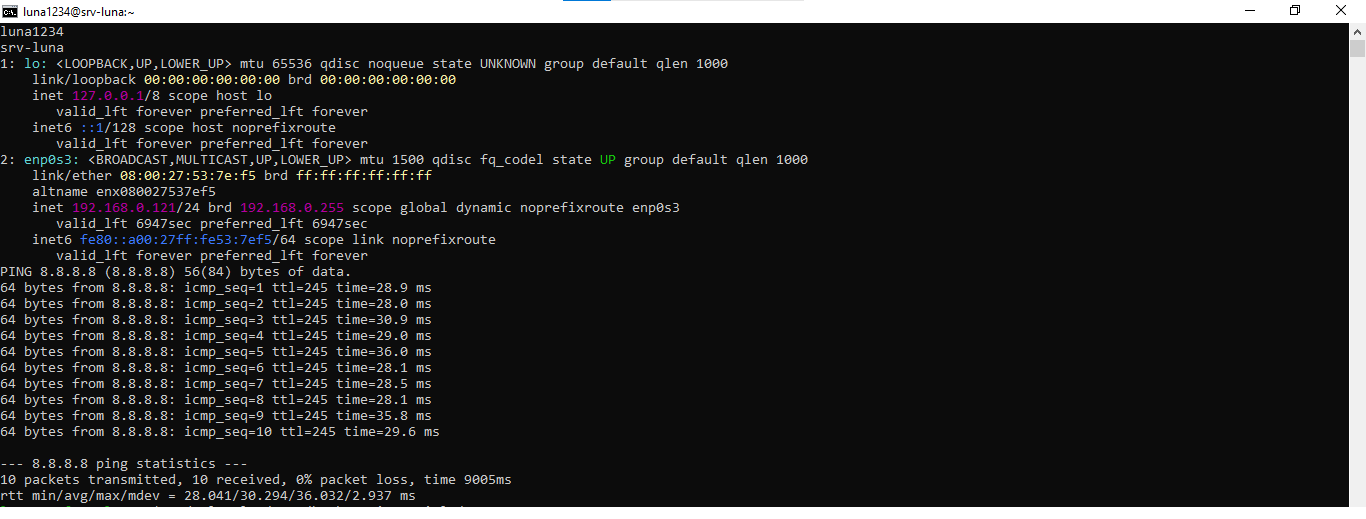 luna1234@srv-luna:~
luna1234
srv-luna
1: lo: <LOOPBACK,UP,LOWER_UP> mtu 65536 qdisc noqueue state UNKNOWN group default qlen 1000
    link/loopback 00:00:00:00:00:00 brd 00:00:00:00:00:00
    inet 127.0.0.1/8 scope host lo
       valid_lft forever preferred_lft forever
    inet6 ::1/128 scope host noprefixroute
       valid_lft forever preferred_lft forever
2: enp0s3: <BROADCAST,MULTICAST,UP,LOWER_UP> mtu 1500 qdisc fq_codel state UP group default qlen 1000
    link/ether 08:00:27:53:7e:f5 brd ff:ff:ff:ff:ff:ff
    altname enx080027537ef5
    inet 192.168.0.121/24 brd 192.168.0.255 scope global dynamic noprefixroute enp0s3
       valid_lft 6947sec preferred_lft 6947sec
    inet6 fe80::a00:27ff:fe53:7ef5/64 scope link noprefixroute
       valid_lft forever preferred_lft forever
PING 8.8.8.8 (8.8.8.8) 56(84) bytes of data.
64 bytes from 8.8.8.8: icmp_seq=1 ttl=245 time=28.9 ms
64 bytes from 8.8.8.8: icmp_seq=2 ttl=245 time=28.0 ms
64 bytes from 8.8.8.8: icmp_seq=3 ttl=245 time=30.9 ms
64 bytes from 8.8.8.8: icmp_seq=4 ttl=245 time=29.0 ms
64 bytes from 8.8.8.8: icmp_seq=5 ttl=245 time=36.0 ms
64 bytes from 8.8.8.8: icmp_seq=6 ttl=245 time=28.1 ms
64 bytes from 8.8.8.8: icmp_seq=7 ttl=245 time=28.5 ms
64 bytes from 8.8.8.8: icmp_seq=8 ttl=245 time=28.1 ms
64 bytes from 8.8.8.8: icmp_seq=9 ttl=245 time=35.8 ms
64 bytes from 8.8.8.8: icmp_seq=10 ttl=245 time=29.6 ms
--- 8.8.8.8 ping statistics ---
10 packets transmitted, 10 received, 0% packet loss, time 9005ms
rtt min/avg/max/mdev = 28.041/30.294/36.032/2.937 ms